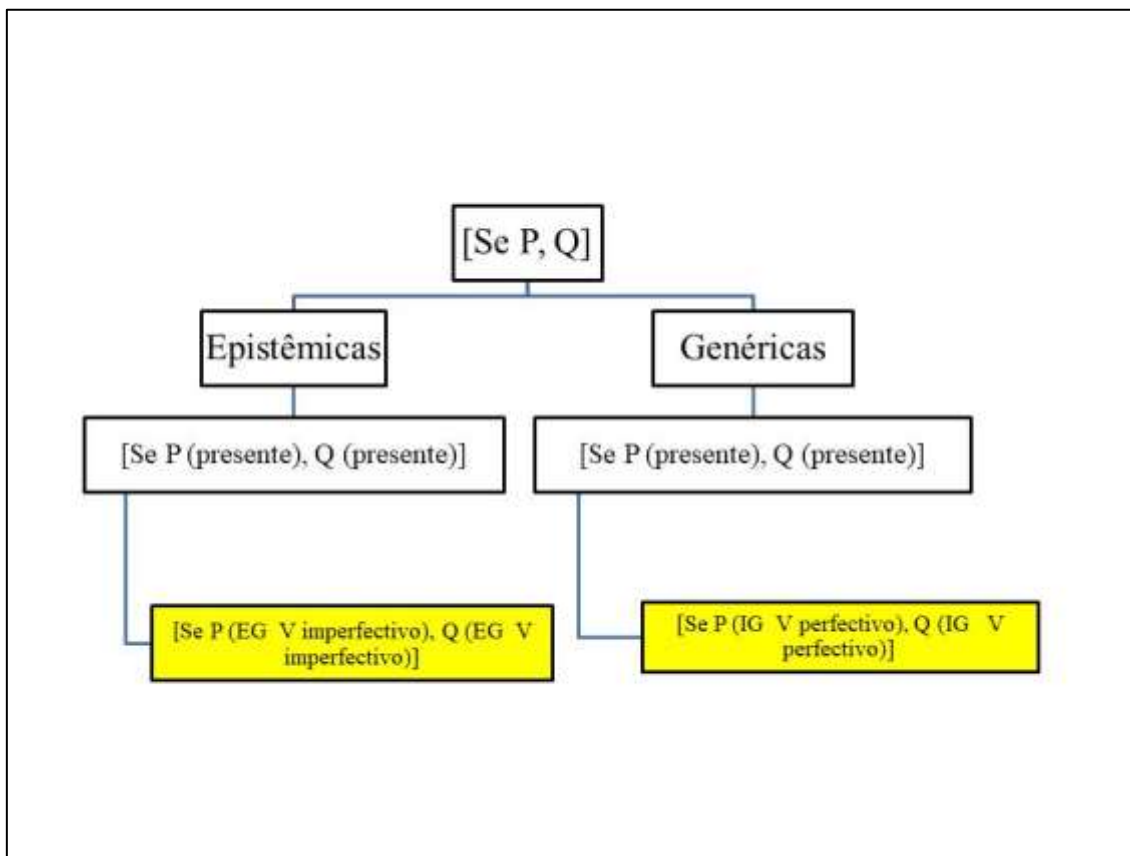 [Se P, Q]
Epistêmicas
Genéricas
[Se P (presente), Q (presente)]
[Se P (presente), Q (presente)]
[Se P (EG V imperfectivo), Q (EG V
imperfectivo)]
[Se P (IG V perfectivo), Q (IG V
perfectivo)]